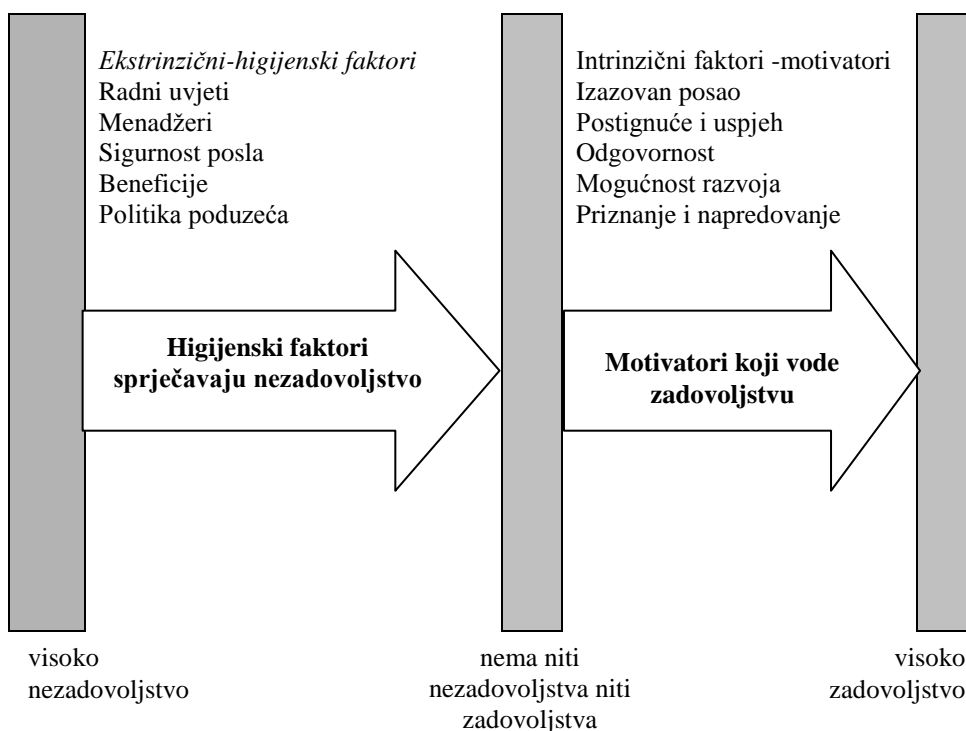 Ekstrinzični-higijenski faktori
Radni uvjeti
Menadžeri
Sigurnost posla
Beneficije
Politika poduzeća
Intrinzični faktori -motivatori
Izazovan posao
Postignuće i uspjeh
Odgovornost
Mogućnost razvoja
Priznanje i napredovanje
Higijenski faktori
sprječavaju nezadovoljstvo
Motivatori koji vode
zadovoljstvu
visoko
nezadovoljstvo
nema niti
nezadovoljstva niti
zadovoljstva
visoko
zadovoljstvo